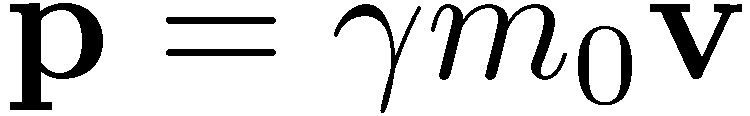 𝐩 = γm₀𝐯